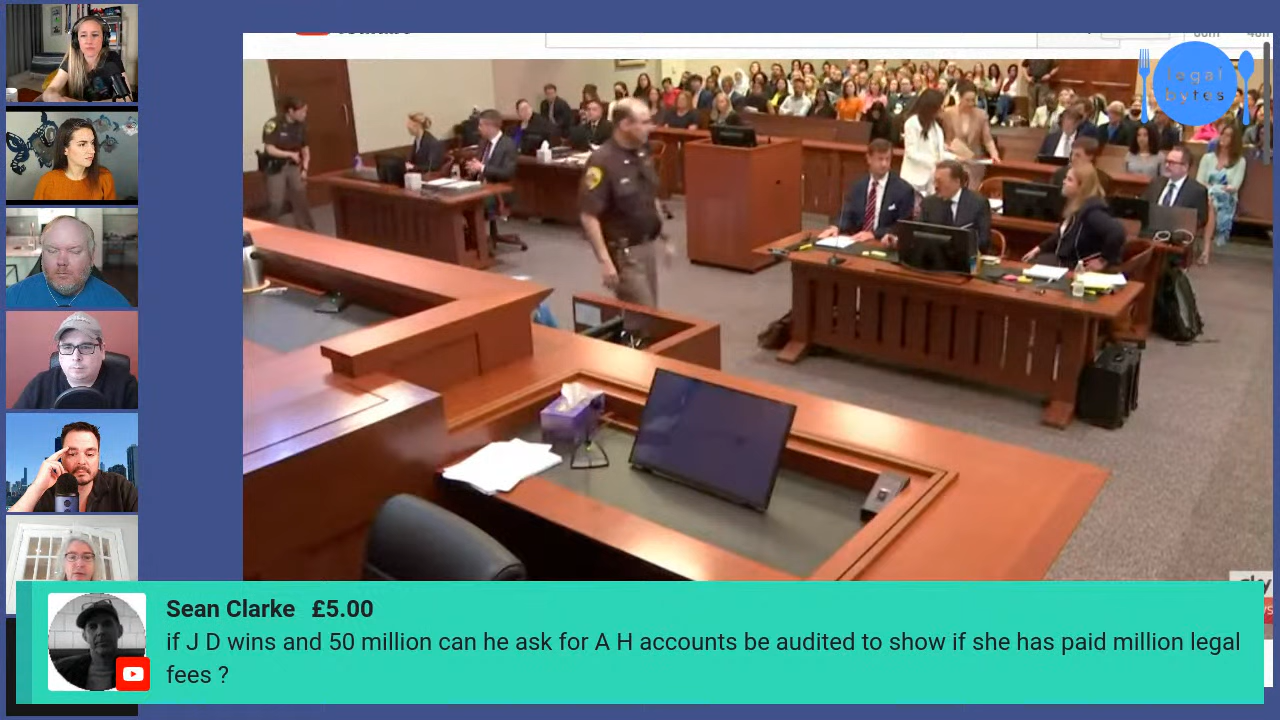 legal
bytes
sky
Sean Clarke £5.00
if J D wins and 50 million can he ask for A H accounts be audited to show if she has paid million legal
fees ?